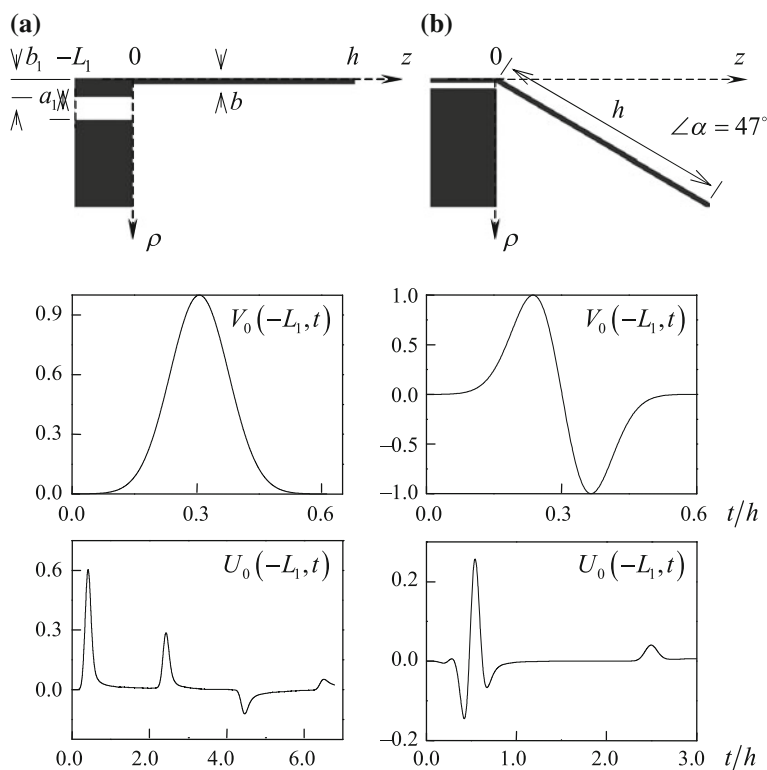 (a)
(b)
b₁ −L₁ 0 h z
a₁
b
ρ
0 z
h
∠α = 47°
ρ
V₀(−L₁,t)
0.9
0.6
0.3
0.0
0.0 0.3 0.6
V₀(−L₁,t)
1.0
0.5
0.0
−0.5
−1.0
0.0 0.3 0.6 t/h
U₀(−L₁,t)
0.6
0.3
0.0
0.0 2.0 4.0 6.0
U₀(−L₁,t)
0.2
0.0
−0.2
0.0 1.0 2.0 3.0 t/h